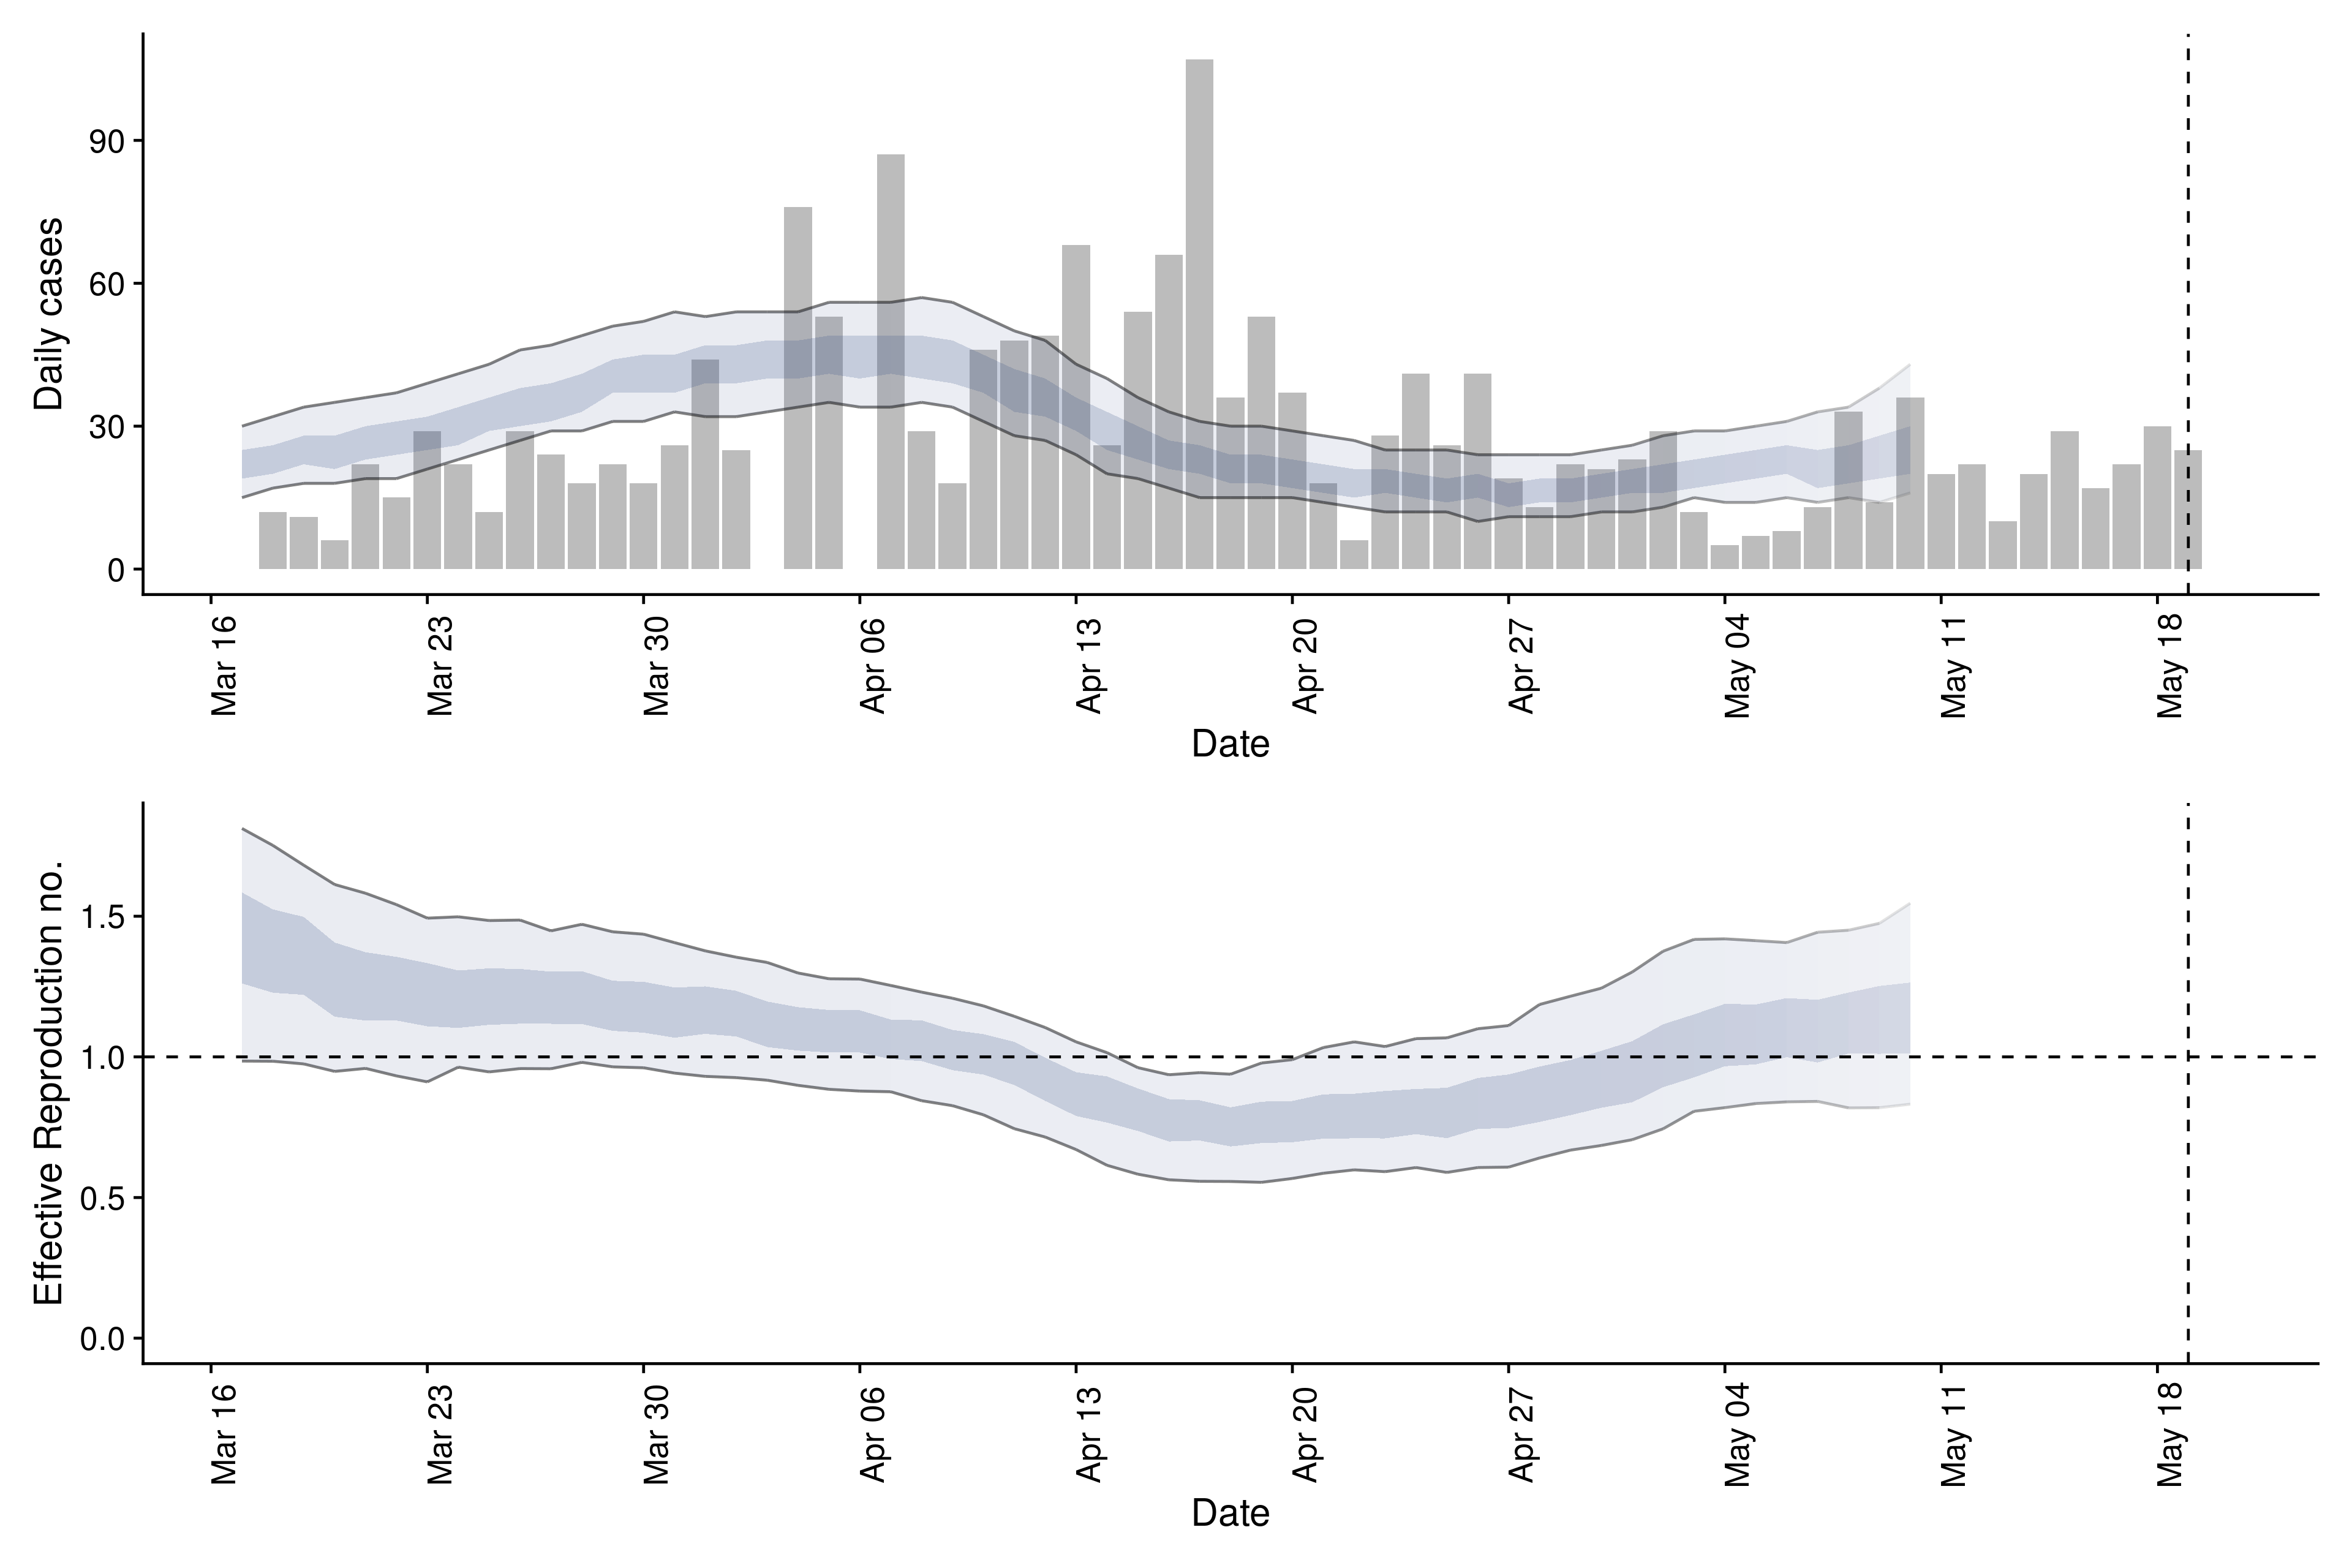 Daily cases
90
60
30
0
Mar 16
Mar 23
Mar 30
Apr 06
Apr 13
Apr 20
Apr 27
May 04
May 11
May 18
Date
Effective Reproduction no.
1.5
1.0
0.5
0.0
Mar 16
Mar 23
Mar 30
Apr 06
Apr 13
Apr 20
Apr 27
May 04
May 11
May 18
Date